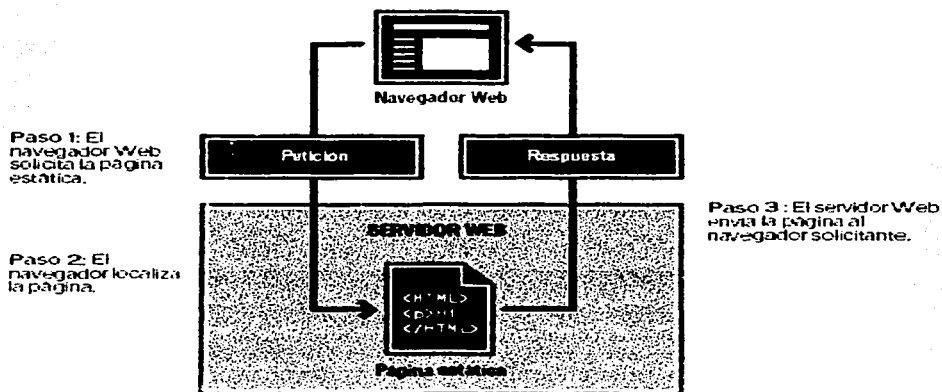 Navegador Web
Paso 1: El
navegador Web
solicita la página
estática.
Petición
Respuesta
Paso 3: El servidor Web
envía la página al
navegador solicitante.
SERVIDOR WEB
Paso 2: El
navegador localiza
la página.
<HTML>
<p>Hi
</HTML>
Página estática